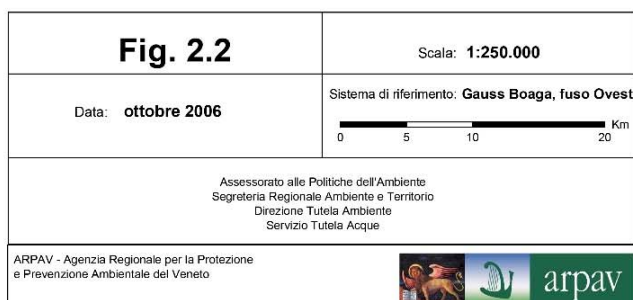 Fig. 2.2
Scala: 1:250.000
Data: ottobre 2006
Sistema di riferimento: Gauss Boaga, fuso Ovest
Km
0 5 10 20
Assessorato alle Politiche dell'Ambiente
Segreteria Regionale Ambiente e Territorio
Direzione Tutela Ambiente
Servizio Tutela Acque
ARPAV - Agenzia Regionale per la Protezione
e Prevenzione Ambientale del Veneto
arpav